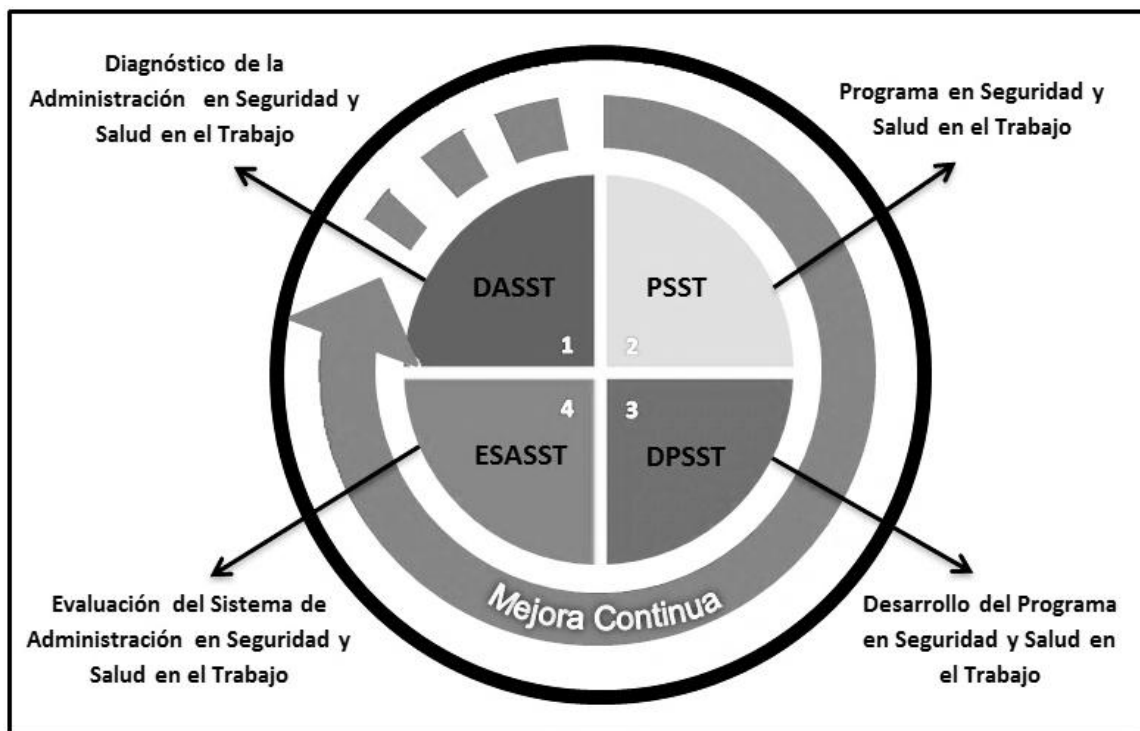 Diagnóstico de la
Administración en Seguridad y
Salud en el Trabajo
Programa en Seguridad y
Salud en el Trabajo
DASST
1
PSST
2
ESASST
4
DPSST
3
Mejora Continua
Evaluación del Sistema de
Administración en Seguridad y
Salud en el Trabajo
Desarrollo del Programa
en Seguridad y Salud en
el Trabajo